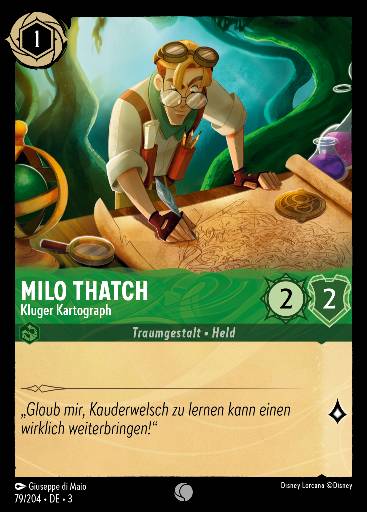 1
MILO THATCH
Kluger Kartograph
2
2
Traumgestalt • Held
„Glaub mir, Kauderwelsch zu lernen kann einen
wirklich weiterbringen!“
Giuseppe di Maio
Disney Lorcana ©Disney
79/204 • DE • 3